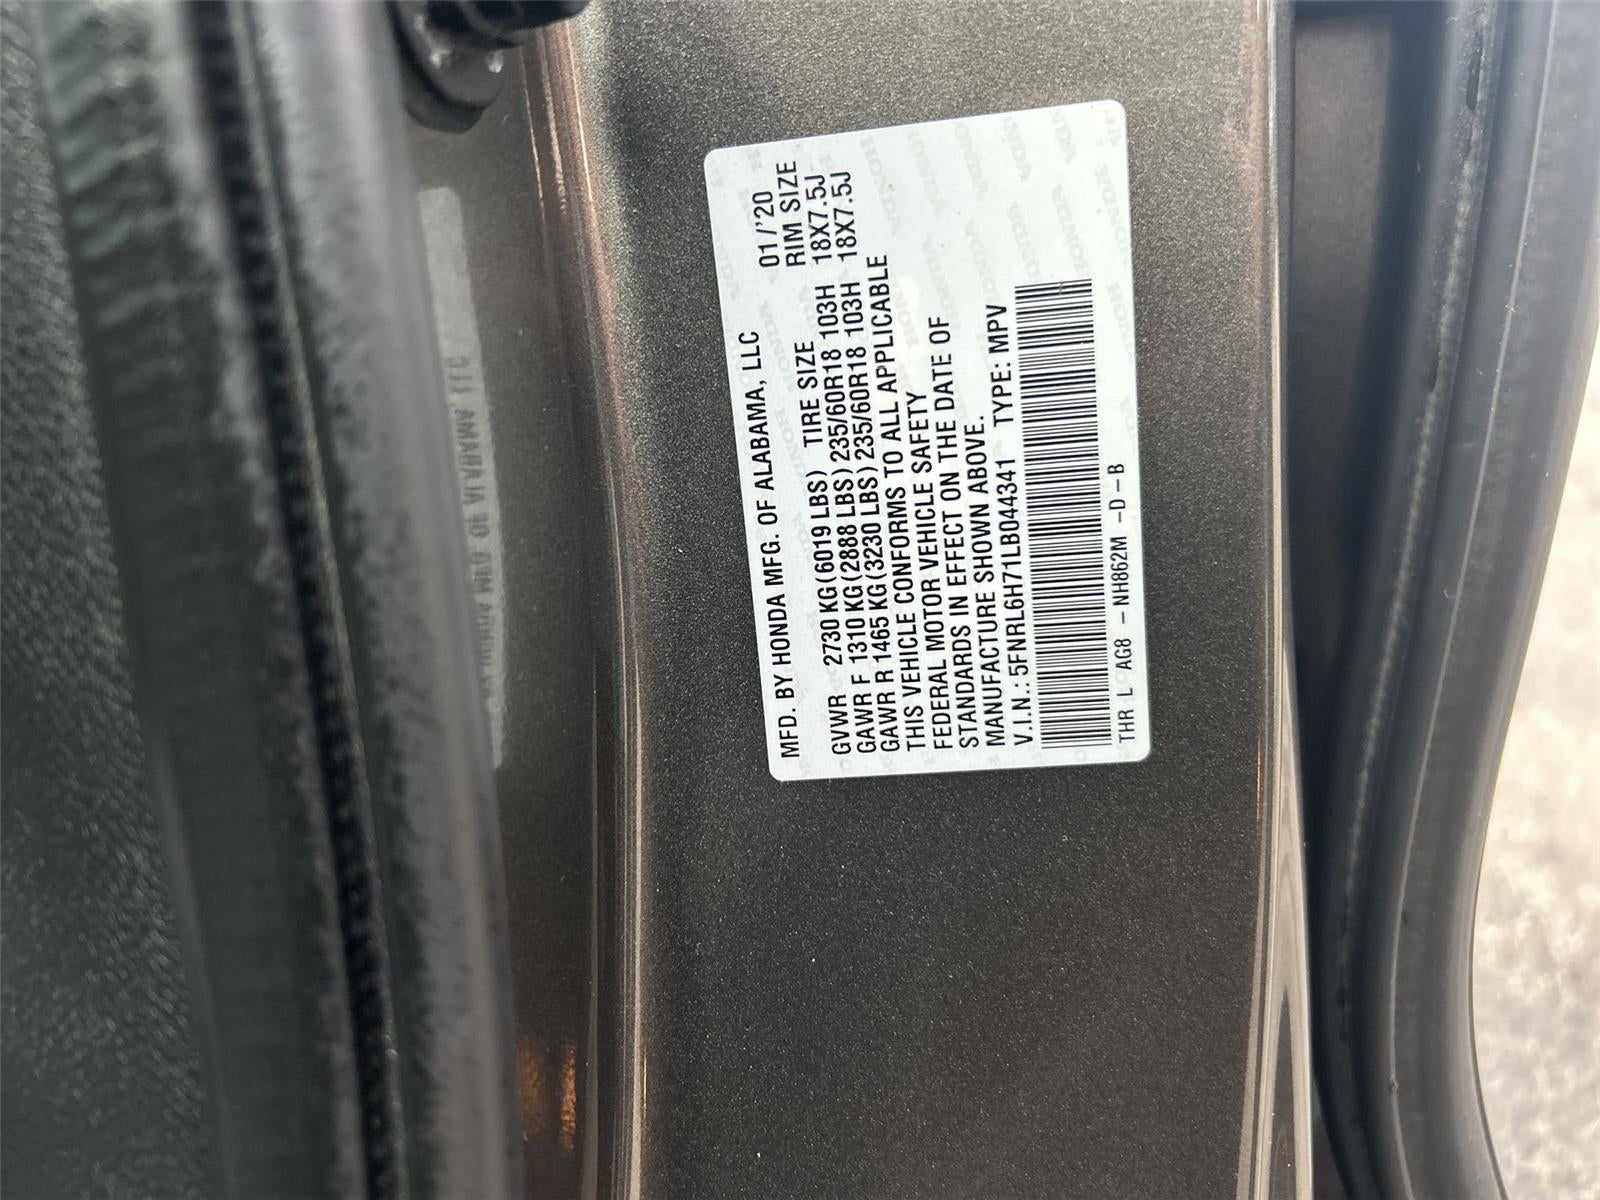 MFD. BY HONDA MFG. OF ALABAMA, LLC 01/'20
TIRE SIZE RIM SIZE
GVWR 2730 KG(6019 LBS)
GAWR F 1310 KG(2888 LBS)235/60R18 103H 18X7.5J
GAWR R 1465 KG(3230 LBS)235/60R18 103H 18X7.5J
THIS VEHICLE CONFORMS TO ALL APPLICABLE
FEDERAL MOTOR VEHICLE SAFETY
STANDARDS IN EFFECT ON THE DATE OF
MANUFACTURE SHOWN ABOVE.
V.I.N.:5FNRL6H71LB044341 TYPE: MPV
THR L AG8 - NH862M -D-B